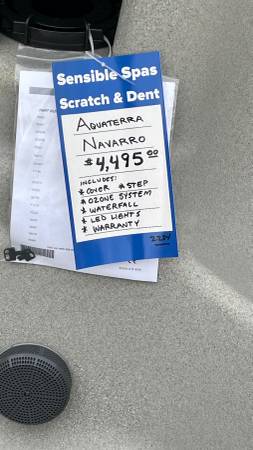 Sensible Spas
Scratch & Dent
AQUATERRA
NAVARRO
$4,495.00
INCLUDES:
* COVER * STEP
* OZONE SYSTEM
* WATERFALL
* LED LIGHTS
* WARRANTY